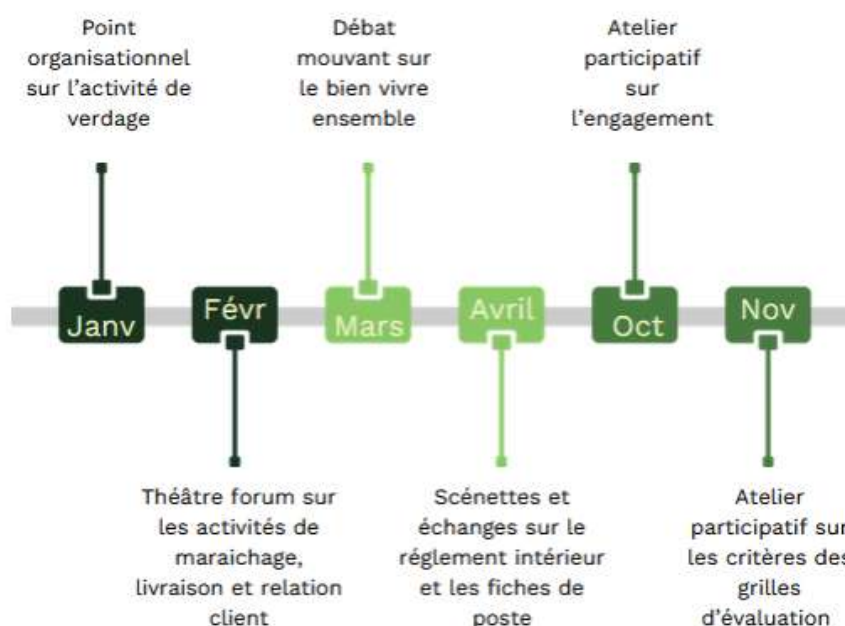 Point
organisationnel
sur l'activité de
verdage
Débat
mouvant sur
le bien vivre
ensemble
Atelier
participatif
sur
l'engagement
Janv
Févr
Mars
Avril
Oct
Nov
Théâtre forum sur
les activités de
maraichage,
livraison et relation
client
Scénettes et
échanges sur le
réglement intérieur
et les fiches de
poste
Atelier
participatif sur
les critères des
grilles
d'évaluation